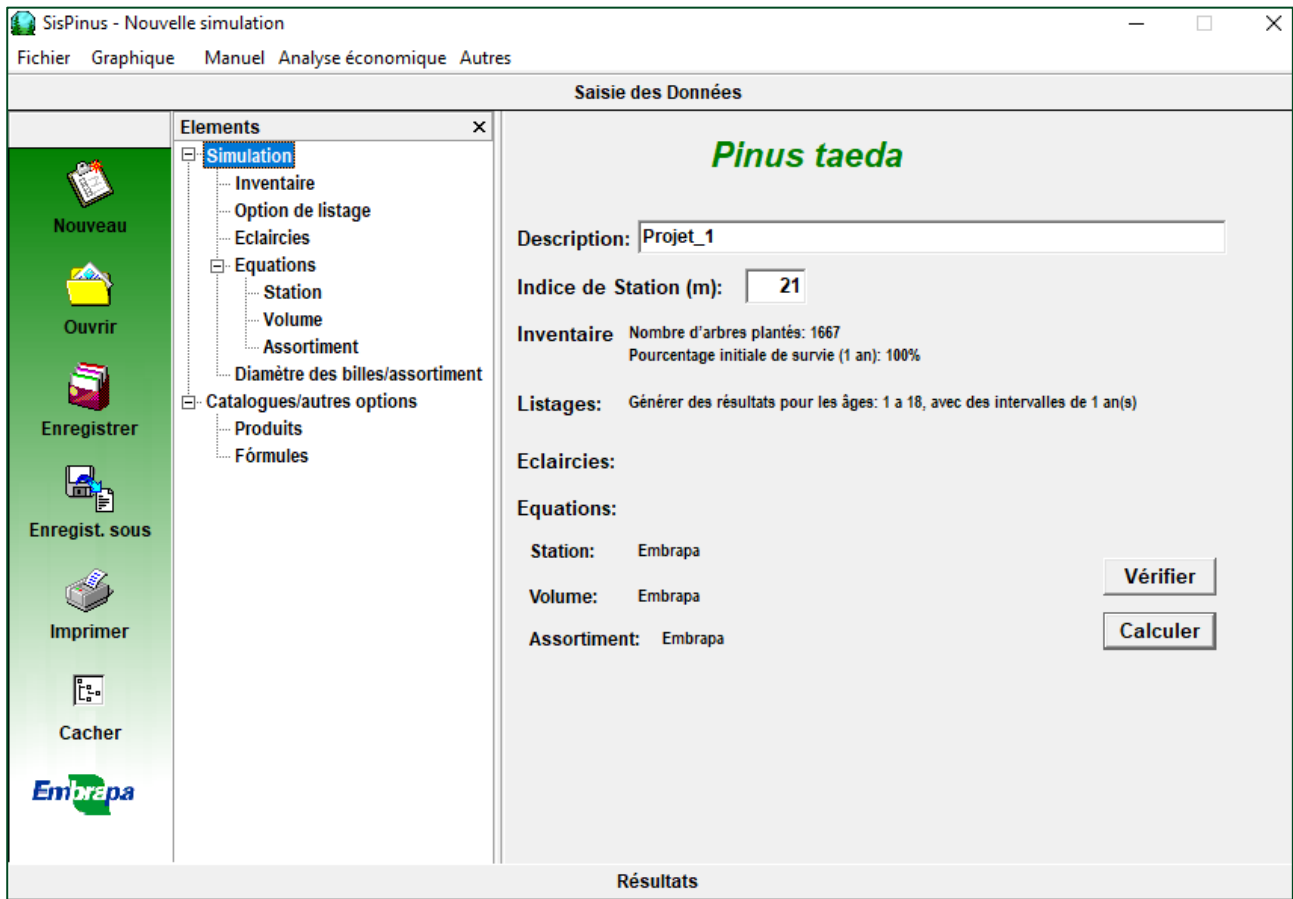 SisPinus - Nouvelle simulation
Fichier Graphique Manuel Analyse économique Autres
Saisie des Données
Nouveau
Ouvrir
Enregistrer
Enregist. sous
Imprimer
Cacher
Embrapa
Elements
Simulation
Inventaire
Option de listage
Eclaircies
Equations
Station
Volume
Assortiment
Diamètre des billes/assortiment
Catalogues/autres options
Produits
Fórmules
Pinus taeda
Description: Projet_1
Indice de Station (m): 21
Inventaire Nombre d'arbres plantés: 1667
Pourcentage initiale de survie (1 an): 100%
Listages: Générer des résultats pour les âges: 1 a 18, avec des intervalles de 1 an(s)
Eclaircies:
Equations:
Station: Embrapa
Volume: Embrapa
Assortiment: Embrapa
Vérifier
Calculer
Résultats